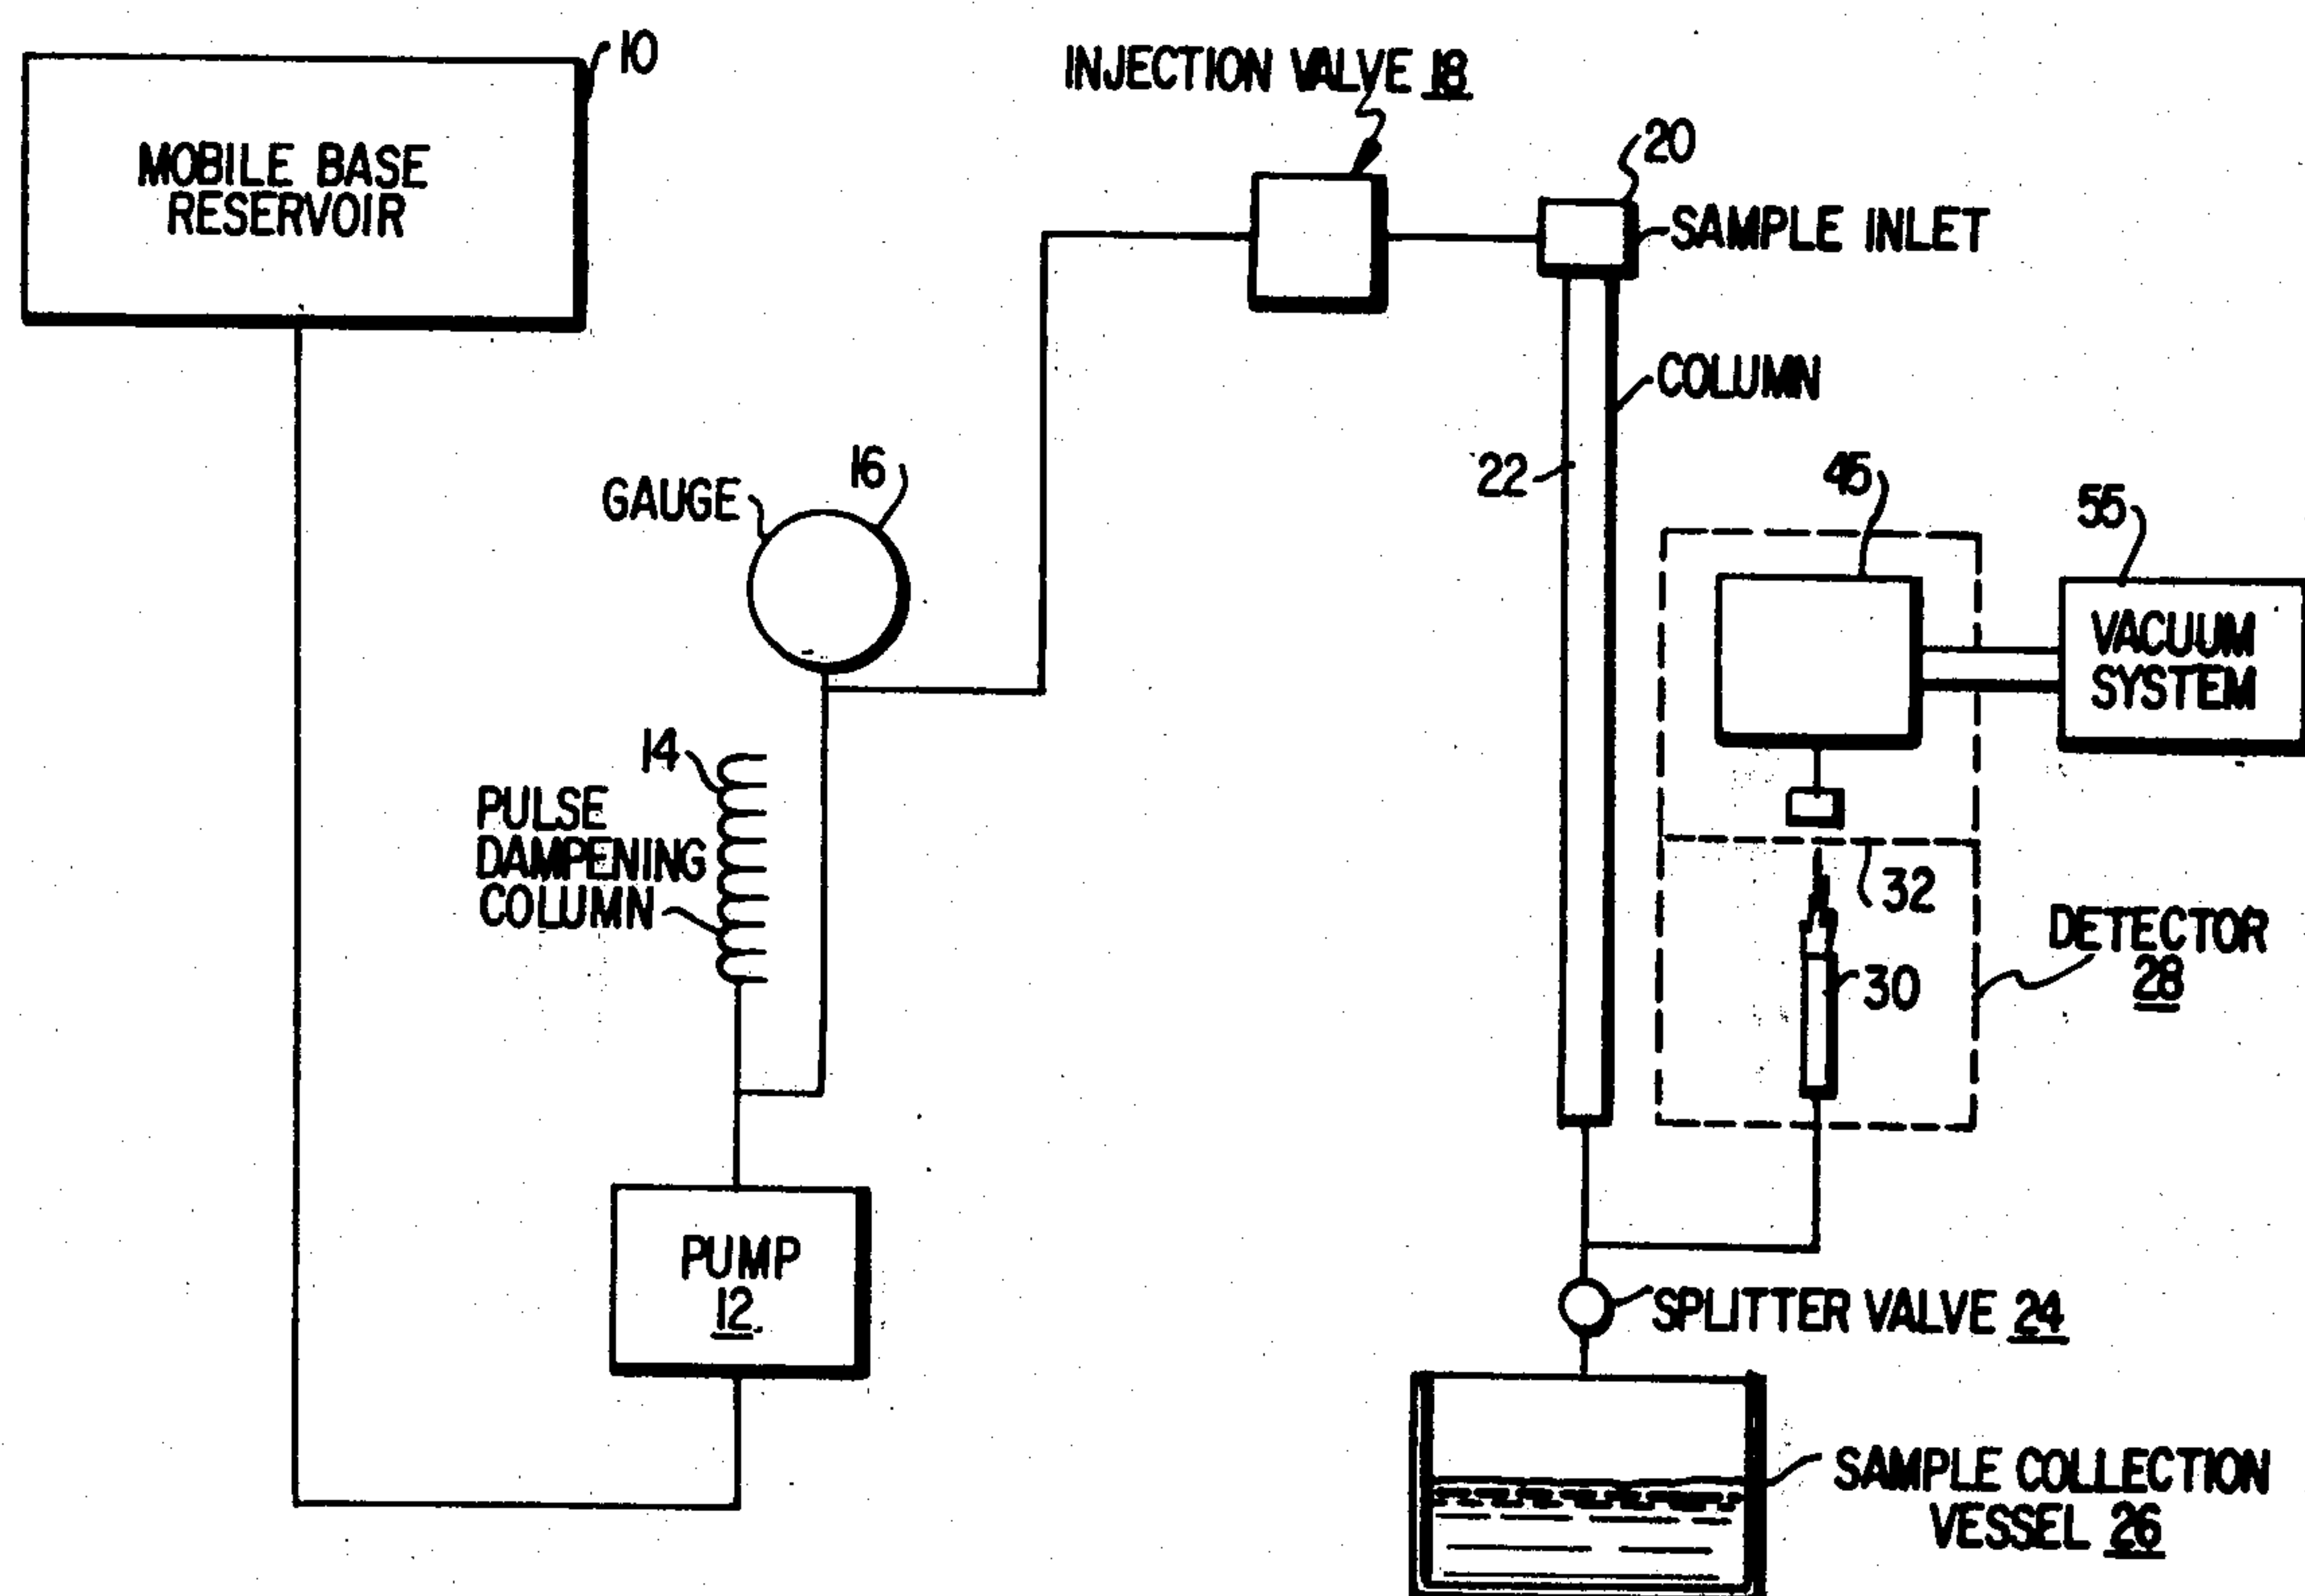 10
MOBILE BASE
RESERVOIR
INJECTION VALVE 18
20
SAMPLE INLET
COLUMN
22
GAUGE
16
45
55
VACUUM
SYSTEM
14
PULSE
DAMPENING
COLUMN
32
DETECTOR
28
30
PUMP
12
SPLITTER VALVE 24
SAMPLE COLLECTION
VESSEL 26